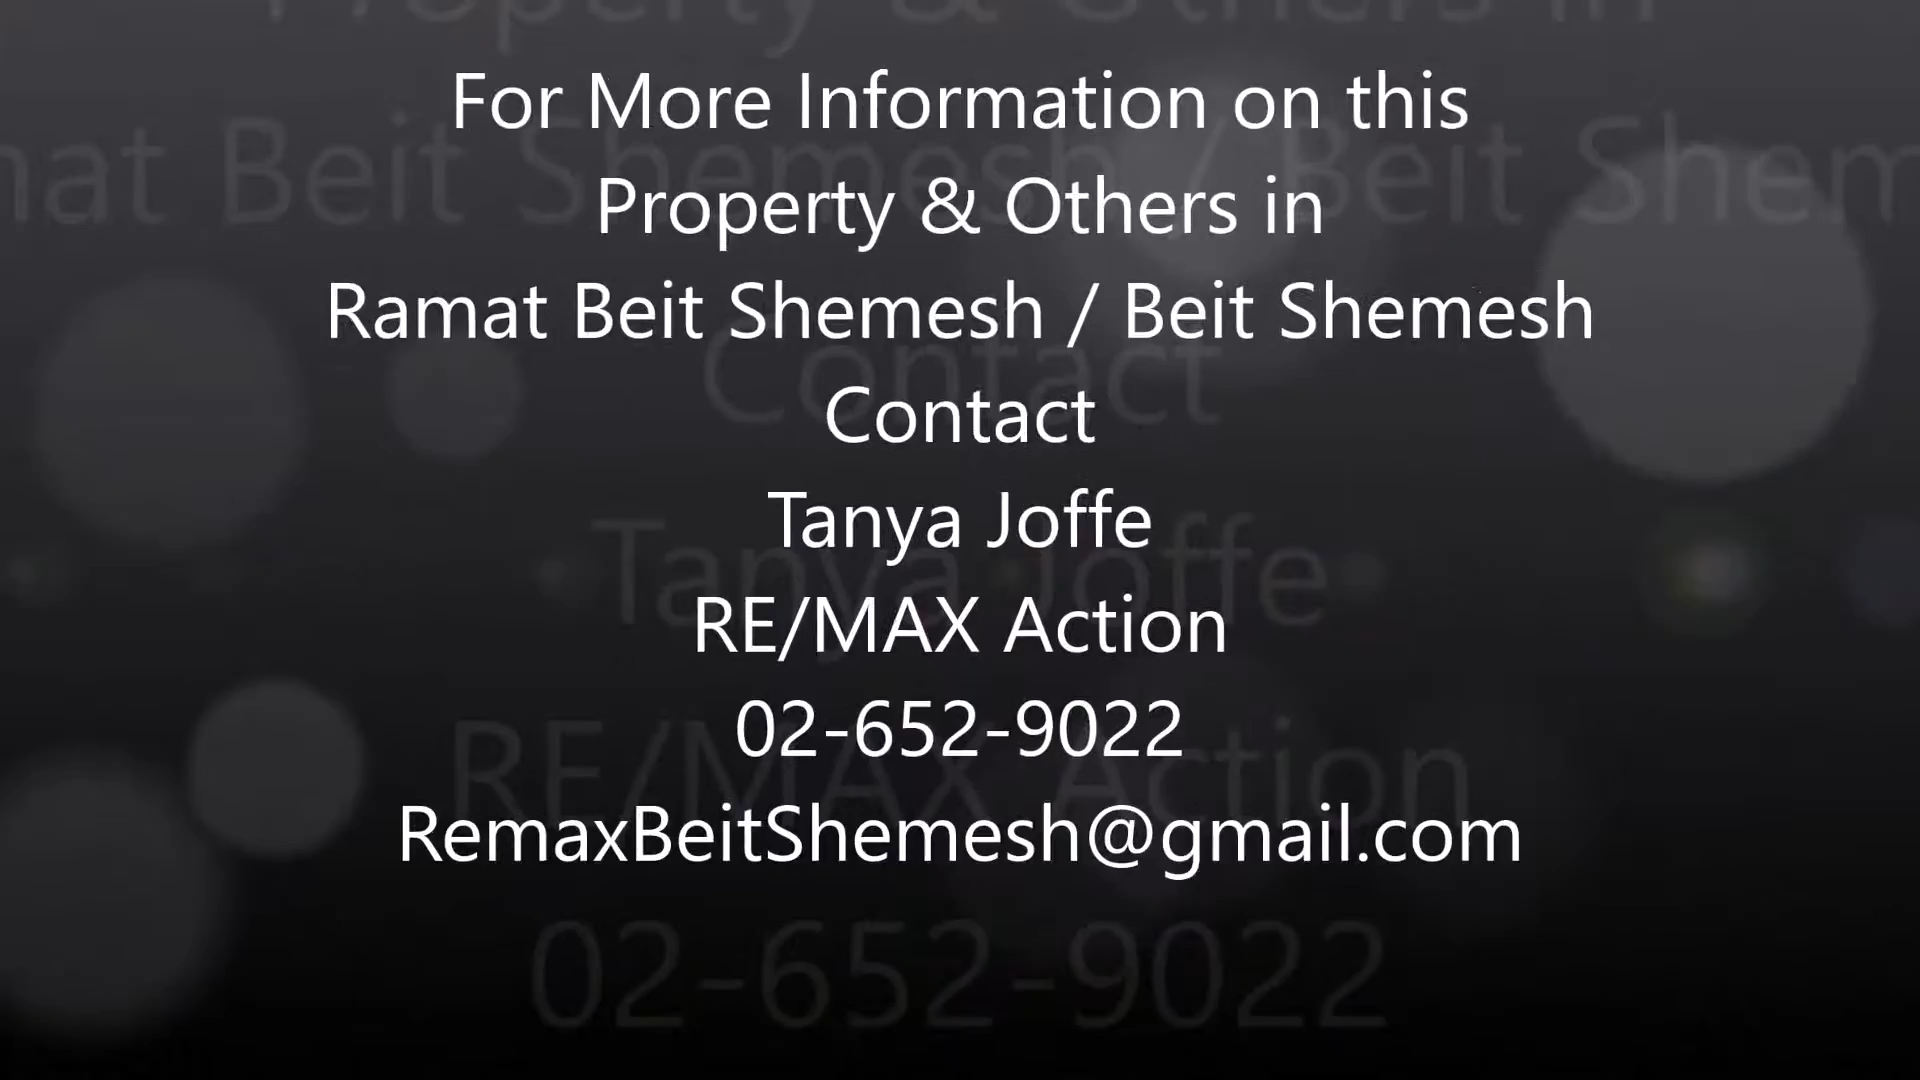 For More Information on this
Property & Others in
Ramat Beit Shemesh / Beit Shemesh
Contact
Tanya Joffe
RE/MAX Action
02-652-9022
RemaxBeitShemesh@gmail.com